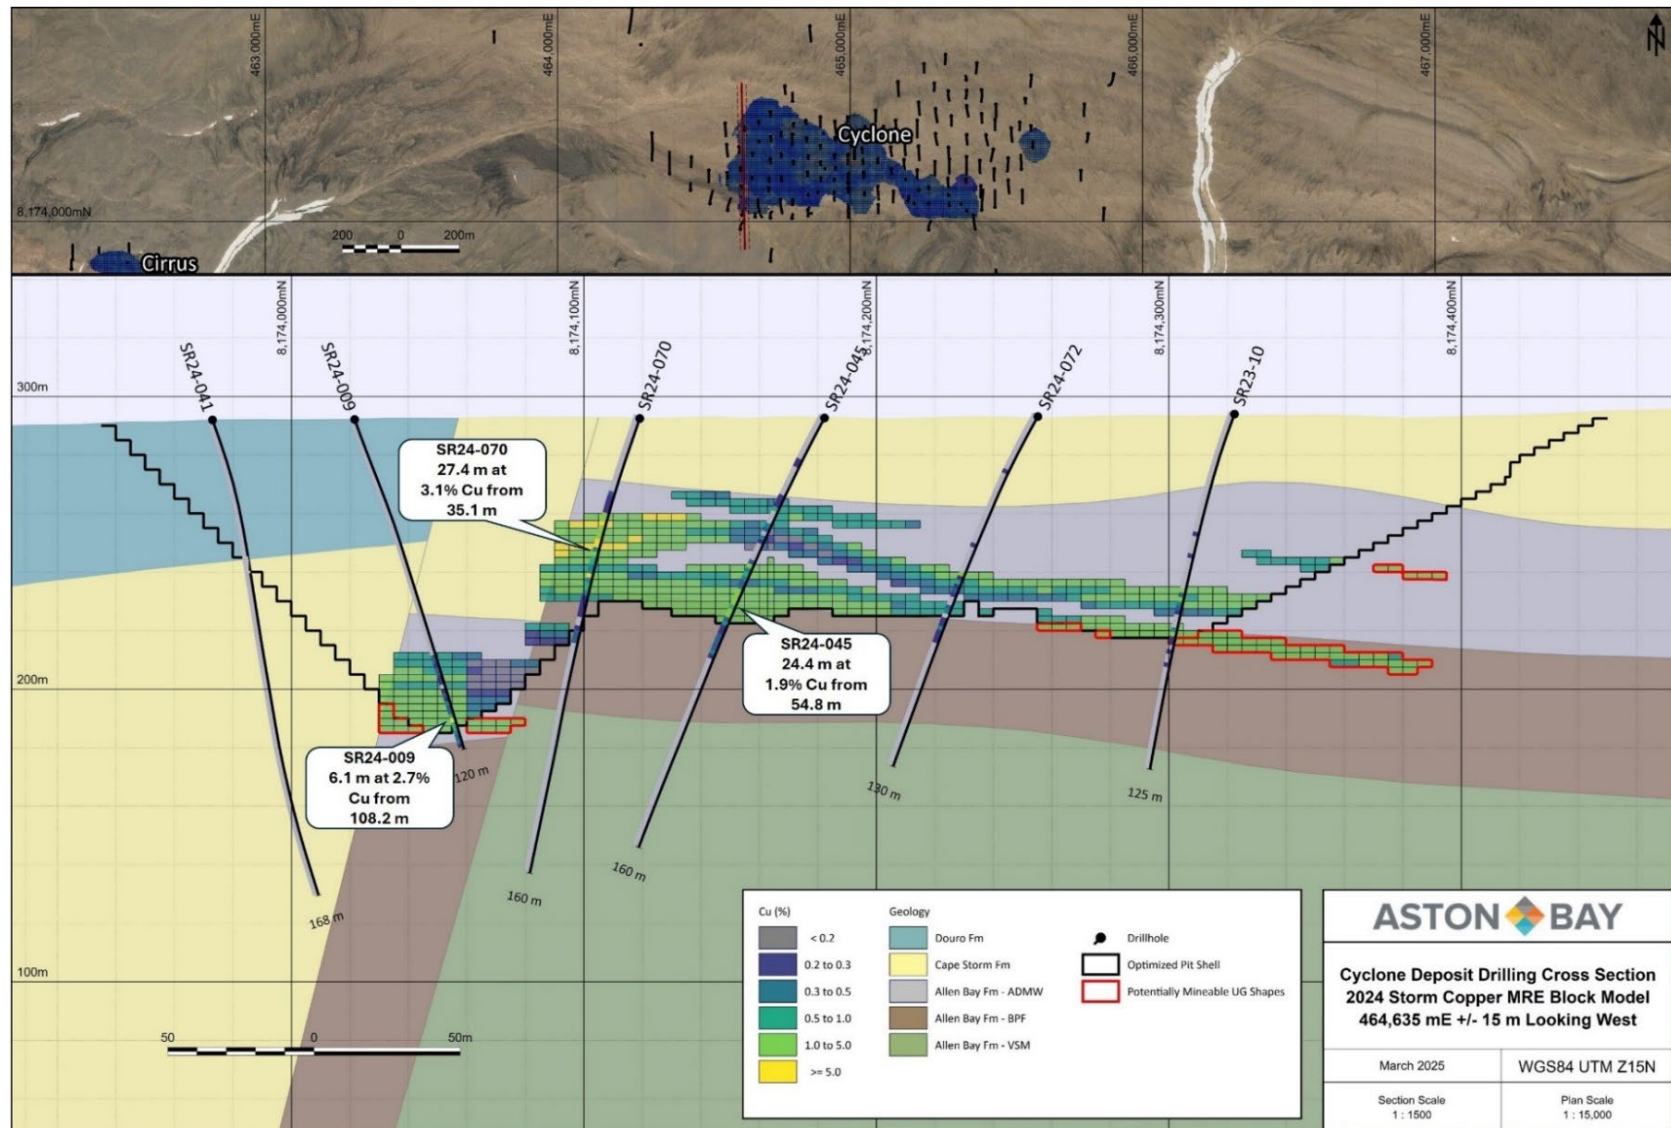 463,000mE
464,000mE
465,000mE
466,000mE
467,000mE
N
Cyclone
8,174,000mN
200 0 200m
Cirrus
8,174,000mN
8,174,100mN
8,174,200mN
8,174,300mN
8,174,400mN
SR24-041
SR24-009
SR24-070
SR24-045
SR24-072
SR23-10
300m
200m
100m
SR24-070
27.4 m at
3.1% Cu from
35.1 m
SR24-045
24.4 m at
1.9% Cu from
54.8 m
SR24-009
6.1 m at 2.7%
Cu from
108.2 m
168 m
120 m
160 m
160 m
130 m
125 m
50 0 50m
Cu (%)
< 0.2
0.2 to 0.3
0.3 to 0.5
0.5 to 1.0
1.0 to 5.0
>= 5.0
Geology
Douro Fm
Cape Storm Fm
Allen Bay Fm - ADMW
Allen Bay Fm - BPF
Allen Bay Fm - VSM
Drillhole
Optimized Pit Shell
Potentially Mineable UG Shapes
ASTON BAY
Cyclone Deposit Drilling Cross Section
2024 Storm Copper MRE Block Model
464,635 mE +/- 15 m Looking West
March 2025
WGS84 UTM Z15N
Section Scale
1 : 1500
Plan Scale
1 : 15,000